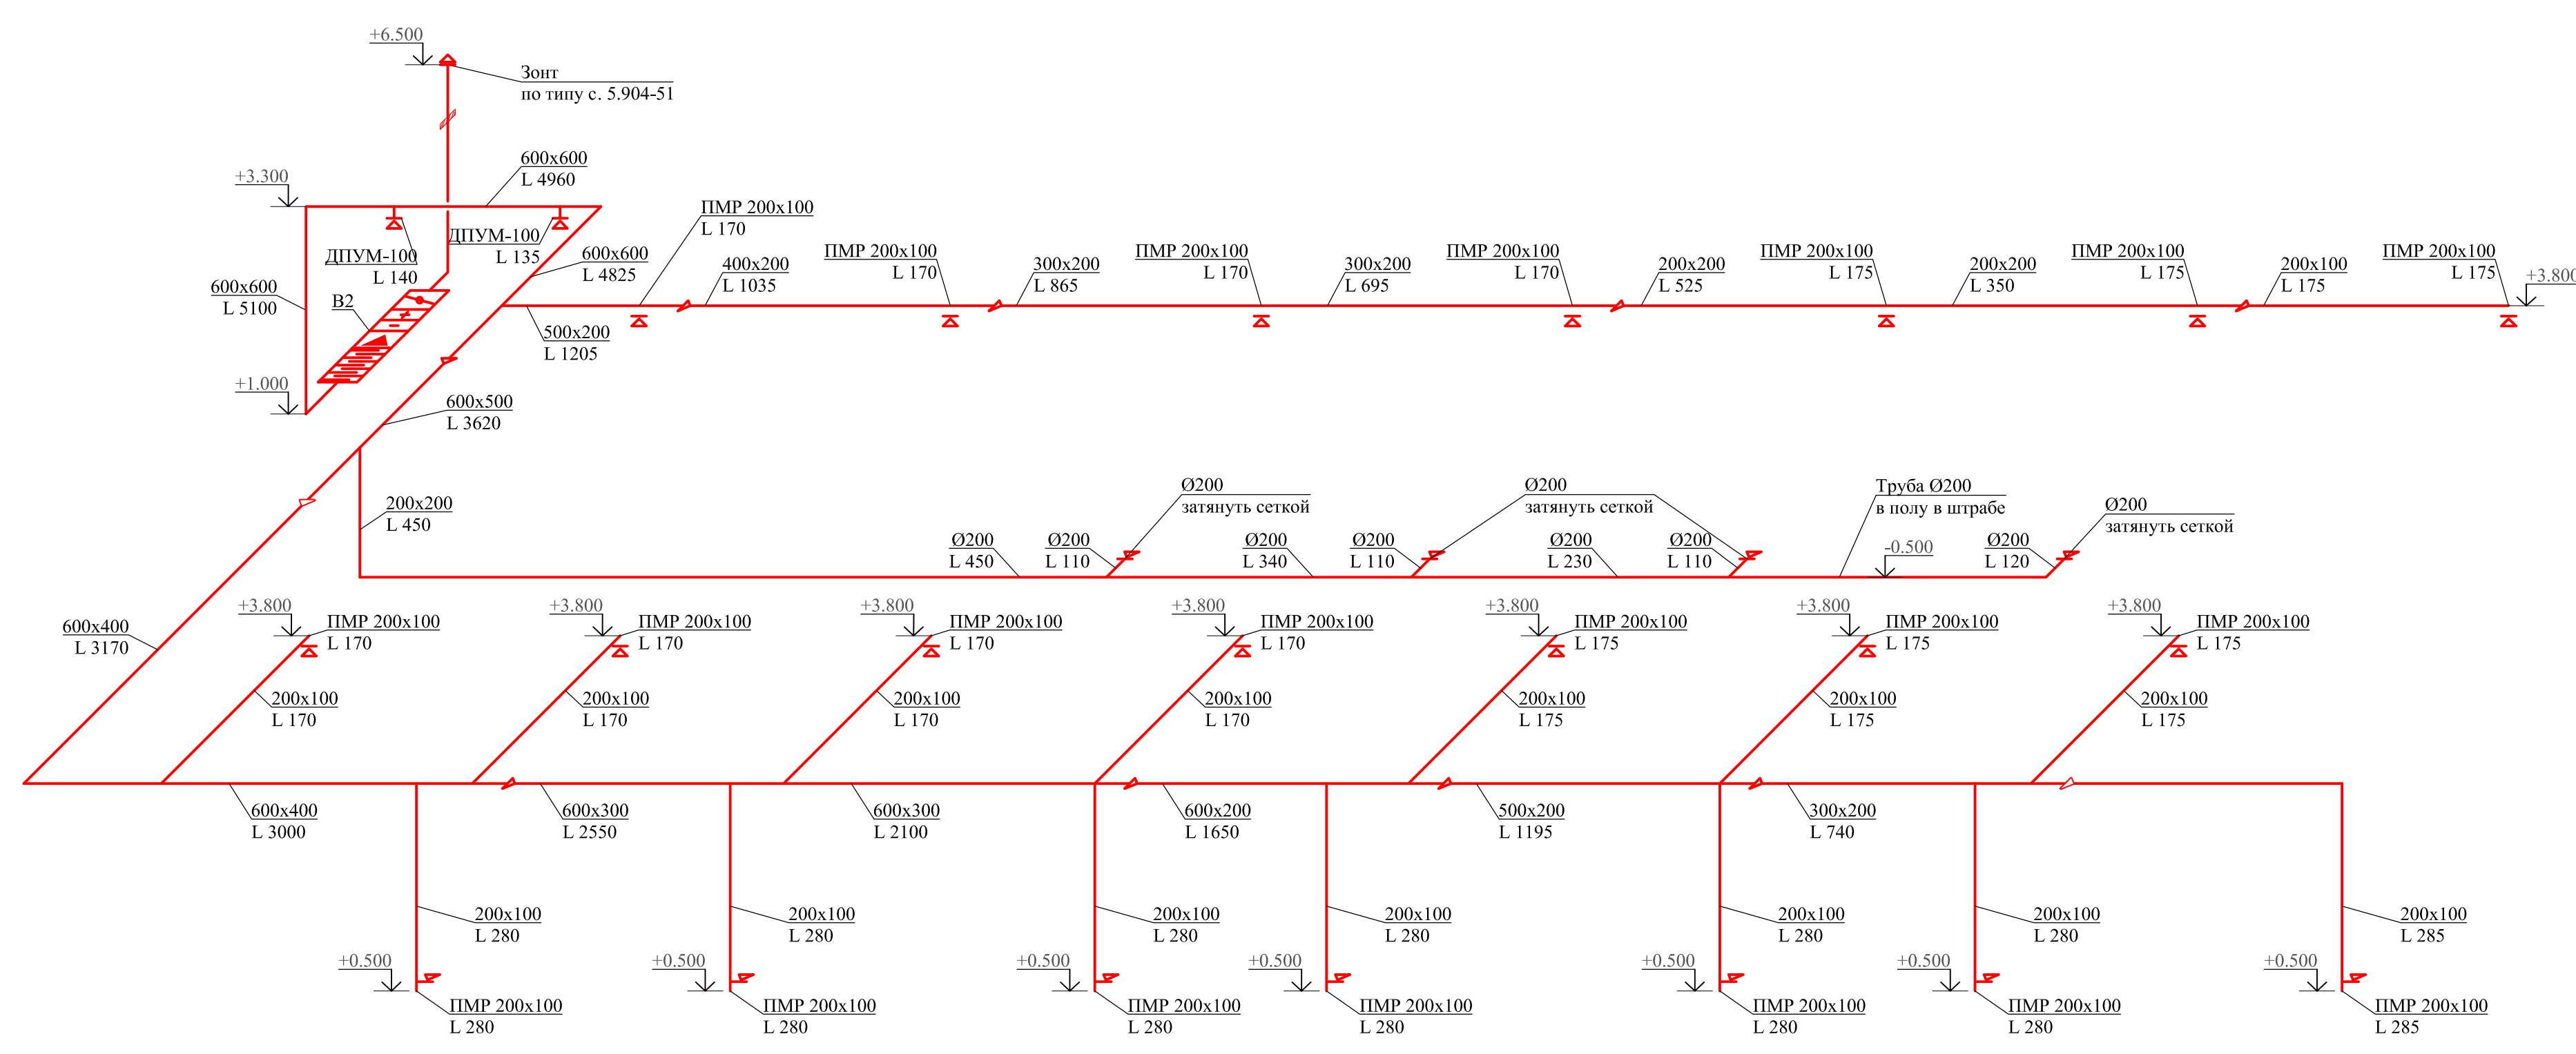 +6.500
Зонт
по типу с. 5.904-51
600x600
L 4960
+3.300
ДПУМ-100
L 140
ДПУМ-100
L 135
600x600
L 4825
600x600
L 5100
В2
+1.000
ПМР 200x100
L 170
400x200
L 1035
ПМР 200x100
L 170
300x200
L 865
ПМР 200x100
L 170
300x200
L 695
ПМР 200x100
L 170
200x200
L 525
ПМР 200x100
L 175
200x200
L 350
ПМР 200x100
L 175
200x100
L 175
ПМР 200x100
L 175
+3.800
500x200
L 1205
600x500
L 3620
200x200
L 450
Ø200
L 450
Ø200
L 110
Ø200
затянуть сеткой
Ø200
L 340
Ø200
L 110
Ø200
затянуть сеткой
Ø200
L 230
Ø200
L 110
Труба Ø200
в полу в штрабе
-0.500
Ø200
L 120
Ø200
затянуть сеткой
600x400
L 3170
+3.800
ПМР 200x100
L 170
+3.800
ПМР 200x100
L 170
+3.800
ПМР 200x100
L 170
+3.800
ПМР 200x100
L 170
+3.800
ПМР 200x100
L 175
+3.800
ПМР 200x100
L 175
+3.800
ПМР 200x100
L 175
200x100
L 170
200x100
L 170
200x100
L 170
200x100
L 170
200x100
L 175
200x100
L 175
200x100
L 175
600x400
L 3000
600x300
L 2550
600x300
L 2100
600x200
L 1650
500x200
L 1195
300x200
L 740
200x100
L 280
200x100
L 280
200x100
L 280
200x100
L 280
200x100
L 280
200x100
L 280
200x100
L 285
+0.500
ПМР 200x100
L 280
+0.500
ПМР 200x100
L 280
+0.500
ПМР 200x100
L 280
+0.500
ПМР 200x100
L 280
+0.500
ПМР 200x100
L 280
+0.500
ПМР 200x100
L 280
+0.500
ПМР 200x100
L 285